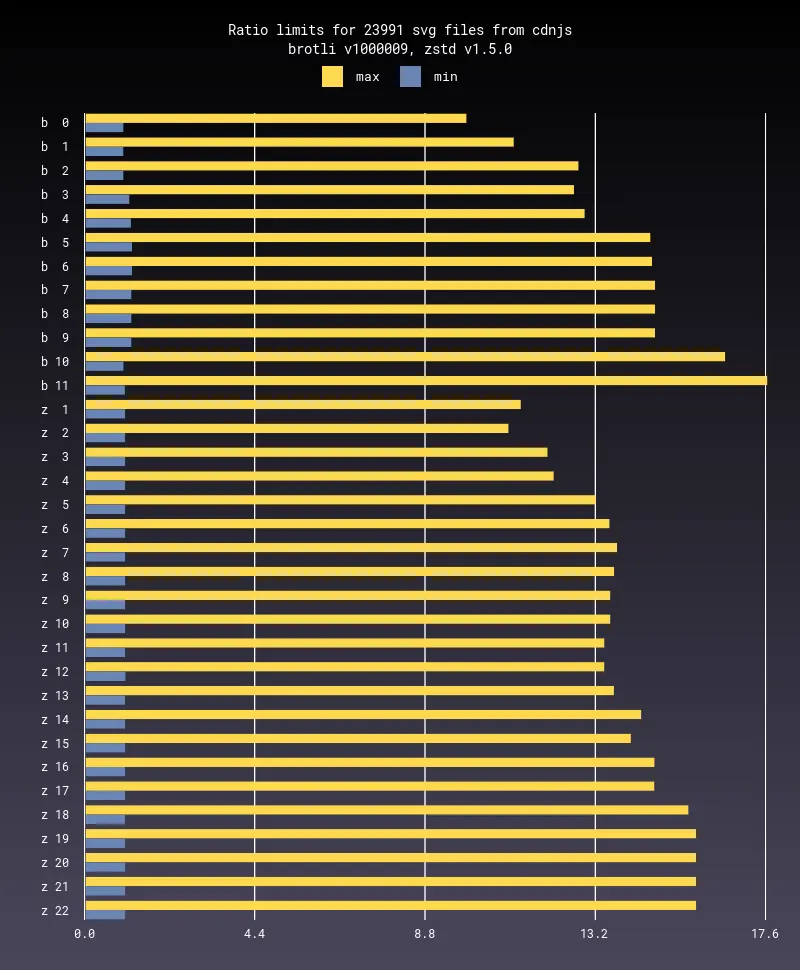 Ratio limits for 23991 svg files from cdnjs
brotli v1000009, zstd v1.5.0
max min
b 0
b 1
b 2
b 3
b 4
b 5
b 6
b 7
b 8
b 9
b 10
b 11
z 1
z 2
z 3
z 4
z 5
z 6
z 7
z 8
z 9
z 10
z 11
z 12
z 13
z 14
z 15
z 16
z 17
z 18
z 19
z 20
z 21
z 22
0.0 4.4 8.8 13.2 17.6